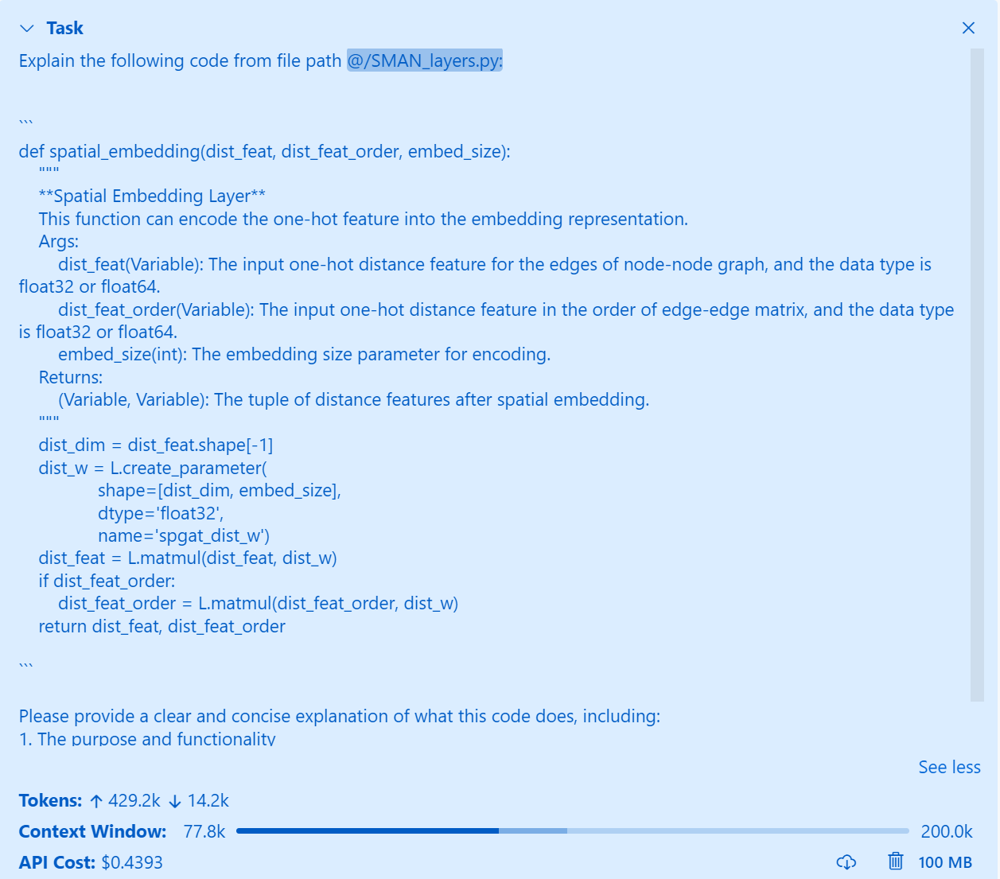 Task
Explain the following code from file path @/SMAN_layers.py:
```
def spatial_embedding(dist_feat, dist_feat_order, embed_size):
"""
**Spatial Embedding Layer**
This function can encode the one-hot feature into the embedding representation.
Args:
dist_feat(Variable): The input one-hot distance feature for the edges of node-node graph, and the data type is
float32 or float64.
dist_feat_order(Variable): The input one-hot distance feature in the order of edge-edge matrix, and the data type
is float32 or float64.
embed_size(int): The embedding size parameter for encoding.
Returns:
(Variable, Variable): The tuple of distance features after spatial embedding.
"""
dist_dim = dist_feat.shape[-1]
dist_w = L.create_parameter(
shape=[dist_dim, embed_size],
dtype='float32',
name='spgat_dist_w')
dist_feat = L.matmul(dist_feat, dist_w)
if dist_feat_order:
dist_feat_order = L.matmul(dist_feat_order, dist_w)
return dist_feat, dist_feat_order
```
Please provide a clear and concise explanation of what this code does, including:
1. The purpose and functionality
See less
Tokens: ↑ 429.2k ↓ 14.2k
Context Window: 77.8k 200.0k
API Cost: $0.4393 100 MB